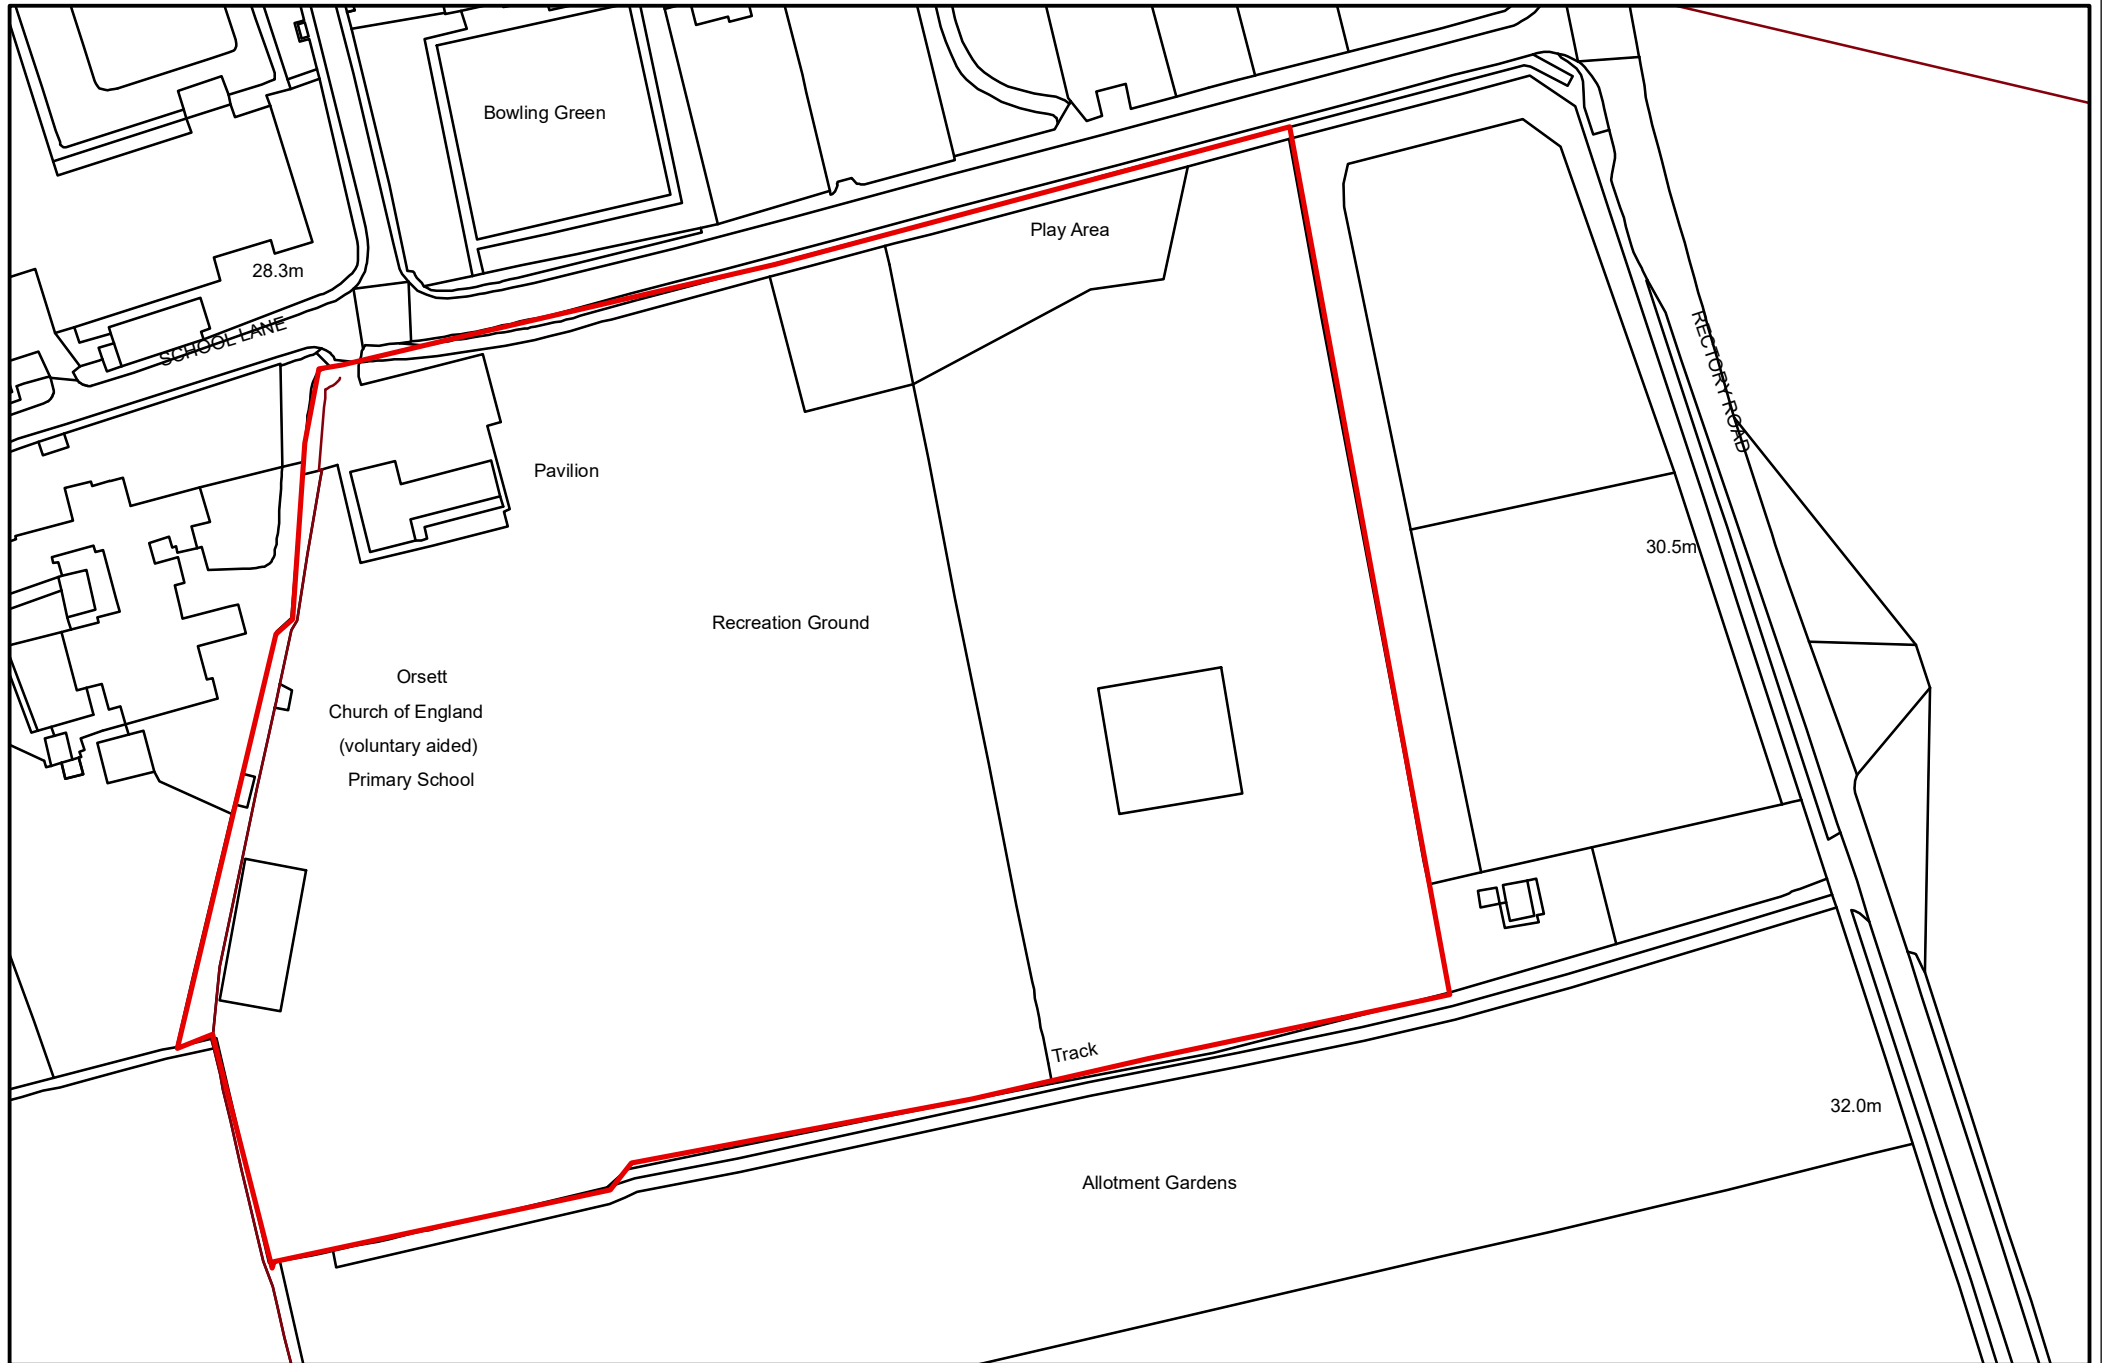 Bowling Green
Play Area
28.3m
SCHOOL LANE
RECTORY ROAD
Pavilion
30.5m
Recreation Ground
Orsett
Church of England
(voluntary aided)
Primary School
Track
32.0m
Allotment Gardens